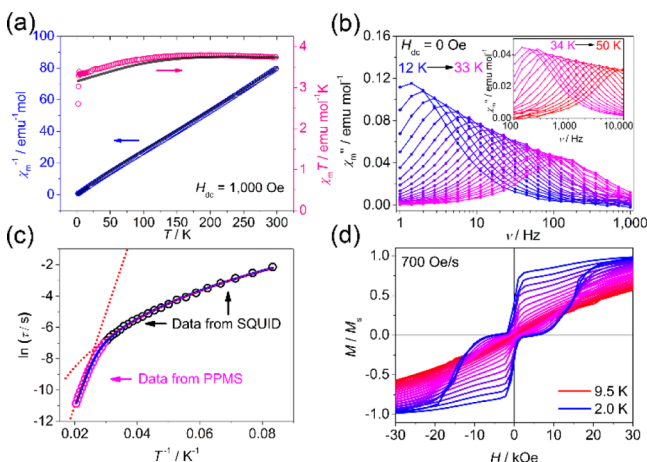 (a)
χm⁻¹ / emu⁻¹mol
100
80
60
40
20
0
χmT / emu mol⁻¹K
4
3
2
1
0
Hdc = 1,000 Oe
0 50 100 150 200 250 300
T / K
(b)
χm'' / emu mol⁻¹
0.16
0.12
0.08
0.04
0.00
Hdc = 0 Oe
12 K 33 K
1 10 100 1,000
ν / Hz
34 K 50 K
χm'' / emu mol⁻¹
0.04
0.02
0.00
100 1,000 10,000
ν / Hz
(c)
ln (τ / s)
0
-2
-4
-6
-8
-10
-12
Data from SQUID
Data from PPMS
0.02 0.04 0.06 0.08
T⁻¹ / K⁻¹
(d)
M / Ms
1.0
0.5
0.0
-0.5
-1.0
700 Oe/s
9.5 K
2.0 K
-30 -20 -10 0 10 20 30
H / kOe